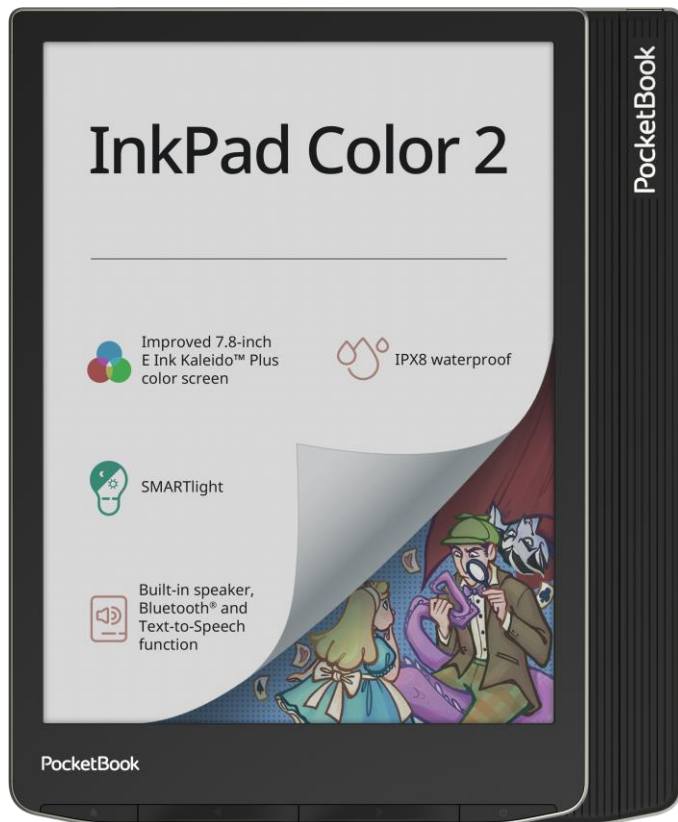 InkPad Color 2
Improved 7.8-inch
E Ink Kaleido™ Plus
color screen
IPX8 waterproof
SMARTlight
Built-in speaker,
Bluetooth® and
Text-to-Speech
function
PocketBook
PocketBook